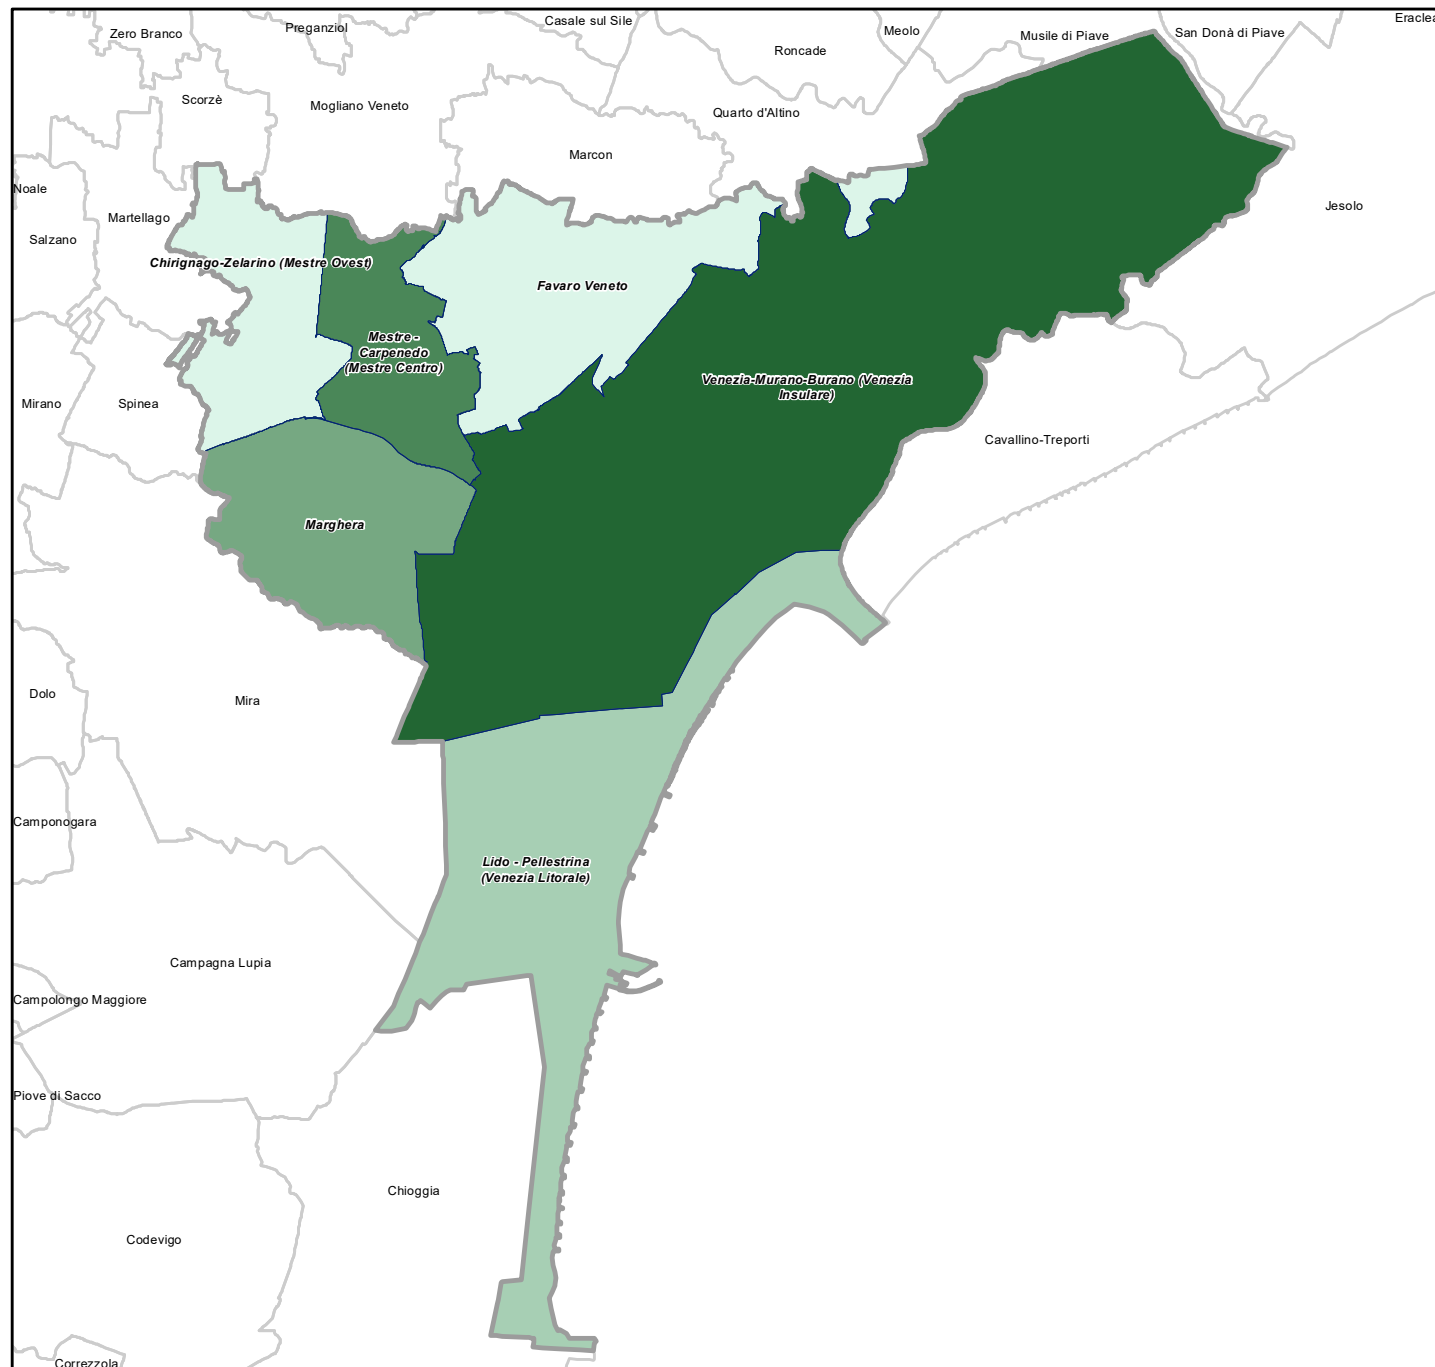 Casale sul Sile
Eraclea
Preganziol
Zero Branco
Meolo
Musile di Piave
San Donà di Piave
Roncade
Scorzè
Mogliano Veneto
Quarto d'Altino
Marcon
Noale
Martellago
Jesolo
Salzano
Chirignago-Zelarino (Mestre Ovest)
Favaro Veneto
Mestre -
Carpenedo
(Mestre Centro)
Venezia-Murano-Burano (Venezia
Insulare)
Mirano
Spinea
Cavallino-Treporti
Marghera
Dolo
Mira
Camponogara
Lido - Pellestrina
(Venezia Litorale)
Campagna Lupia
Campolongo Maggiore
Piove di Sacco
Chioggia
Codevigo
Correzzola